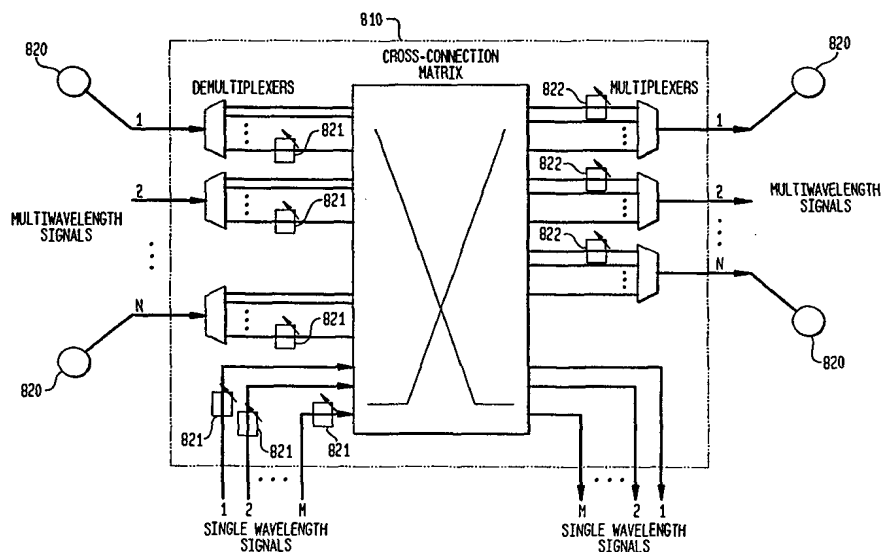 810
820
820
CROSS-CONNECTION
MATRIX
DEMULTIPLEXERS
822
MULTIPLEXERS
1
821
1
822
2
821
2
MULTIWAVELENGTH
SIGNALS
MULTIWAVELENGTH
SIGNALS
822
N
N
821
820
820
821
821
821
1
2
M
M
2
1
SINGLE WAVELENGTH
SIGNALS
SINGLE WAVELENGTH
SIGNALS